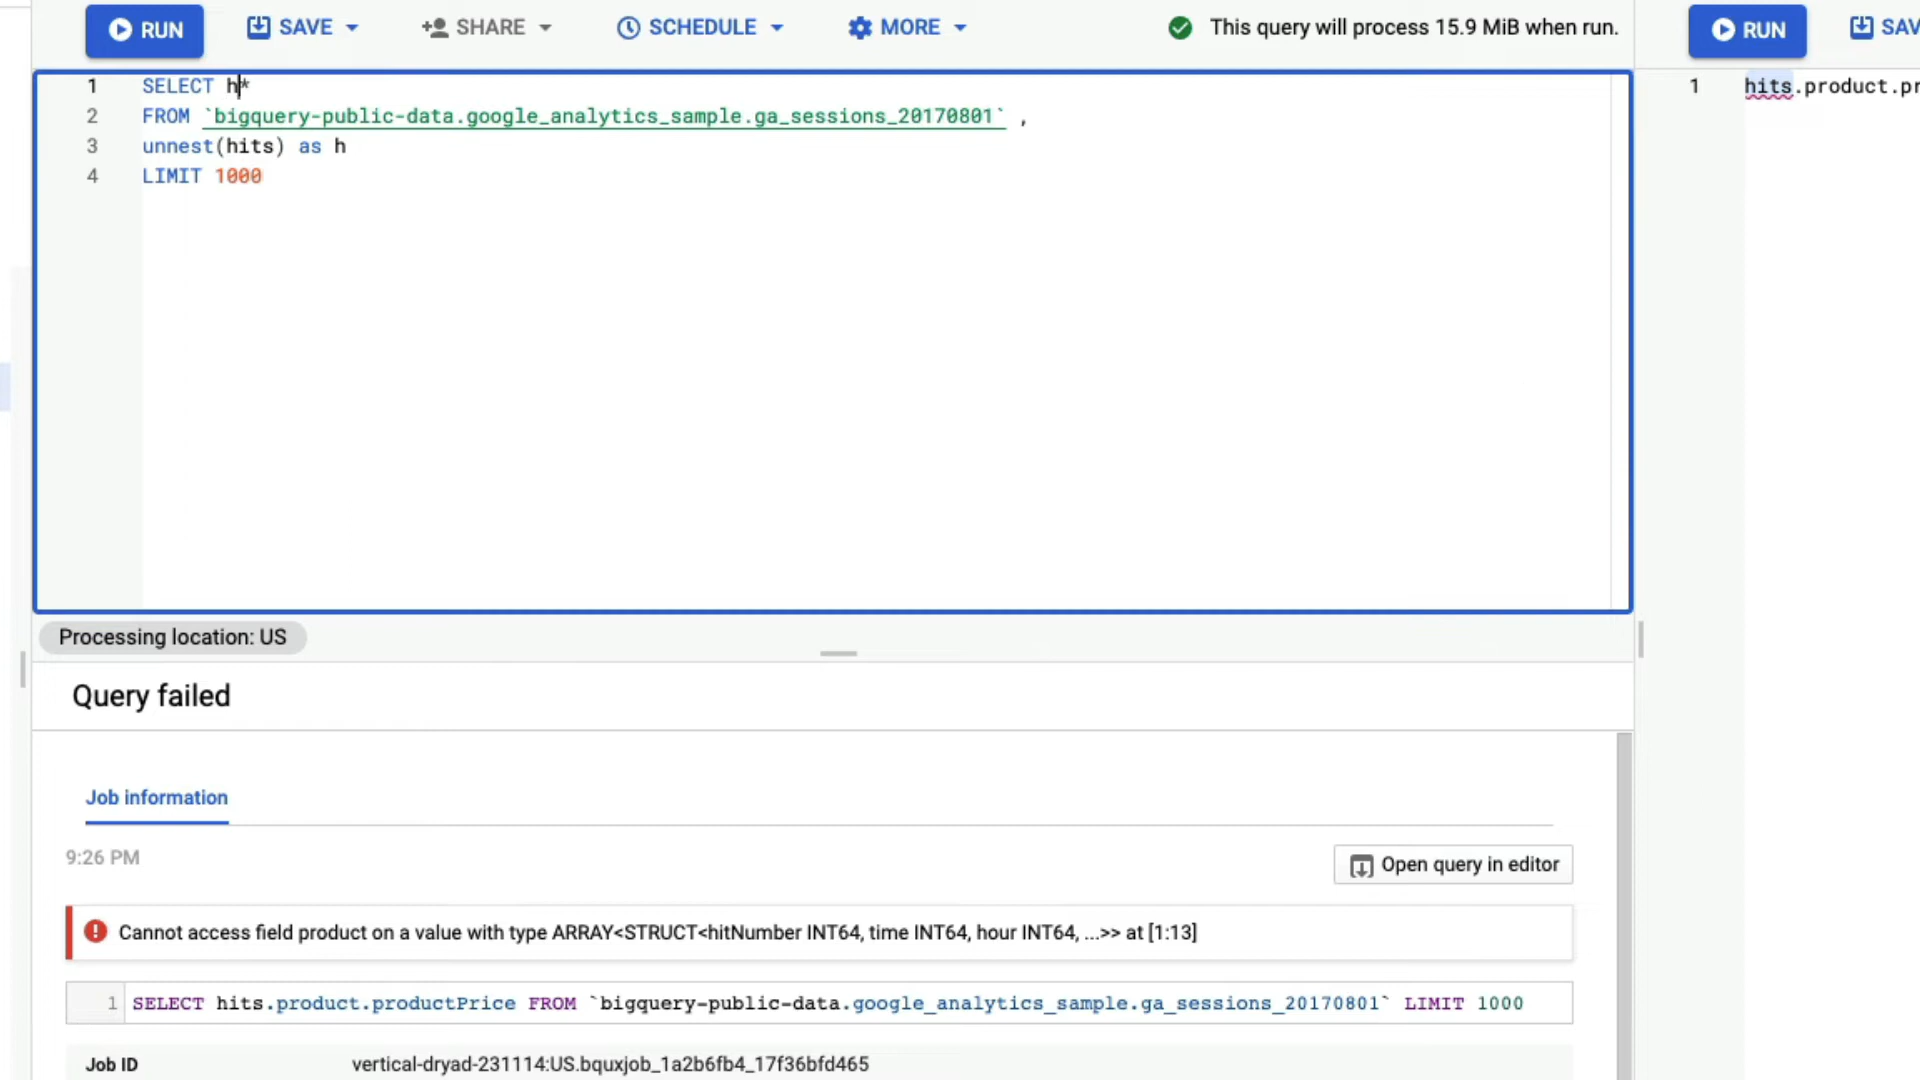 RUN SAVE SHARE SCHEDULE MORE This query will process 15.9 MiB when run.
1 SELECT h*
2 FROM `bigquery-public-data.google_analytics_sample.ga_sessions_20170801` ,
3 unnest(hits) as h
4 LIMIT 1000
Processing location: US
Query failed
Job information
9:26 PM
Open query in editor
Cannot access field product on a value with type ARRAY<STRUCT<hitNumber INT64, time INT64, hour INT64, ...>> at [1:13]
1 SELECT hits.product.productPrice FROM `bigquery-public-data.google_analytics_sample.ga_sessions_20170801` LIMIT 1000
Job ID vertical-dryad-231114:US.bquxjob_1a2b6fb4_17f36bfd465
RUN SAV
1 hits.product.pr